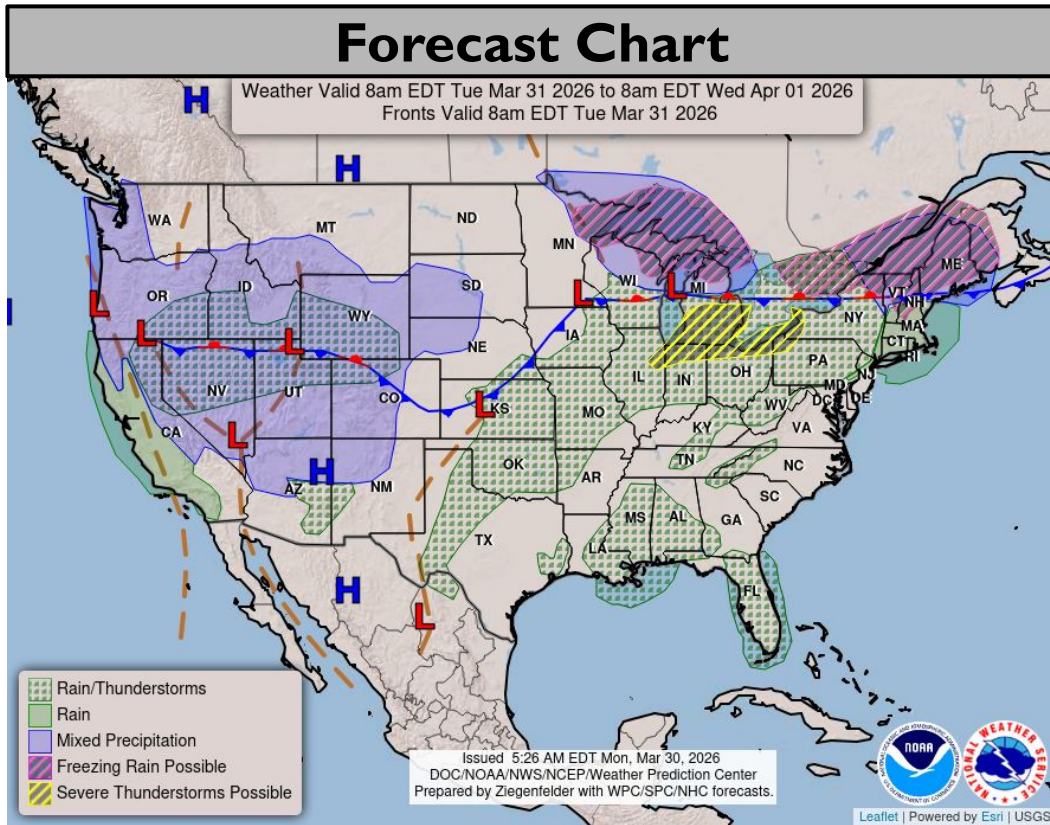 Forecast Chart
Weather Valid 8am EDT Tue Mar 31 2026 to 8am EDT Wed Apr 01 2026
Fronts Valid 8am EDT Tue Mar 31 2026
H
H
WA
MT
ND
MN
ME
OR
ID
SD
WI
L
MI
VT
NH
L
L
WY
NY
MA
L
L
IA
CT
RI
NE
PA
NV
UT
CO
L
KS
IL
IN
OH
NJ
MD
DE
DC
CA
L
MO
WV
VA
KY
H
OK
TN
NC
AZ
NM
AR
SC
MS
AL
GA
TX
LA
H
FL
L
Rain/Thunderstorms
Rain
Mixed Precipitation
Freezing Rain Possible
Severe Thunderstorms Possible
Issued 5:26 AM EDT Mon, Mar 30, 2026
DOC/NOAA/NWS/NCEP/Weather Prediction Center
Prepared by Ziegenfelder with WPC/SPC/NHC forecasts.
NOAA
NATIONAL WEATHER SERVICE
Leaflet | Powered by Esri | USGS